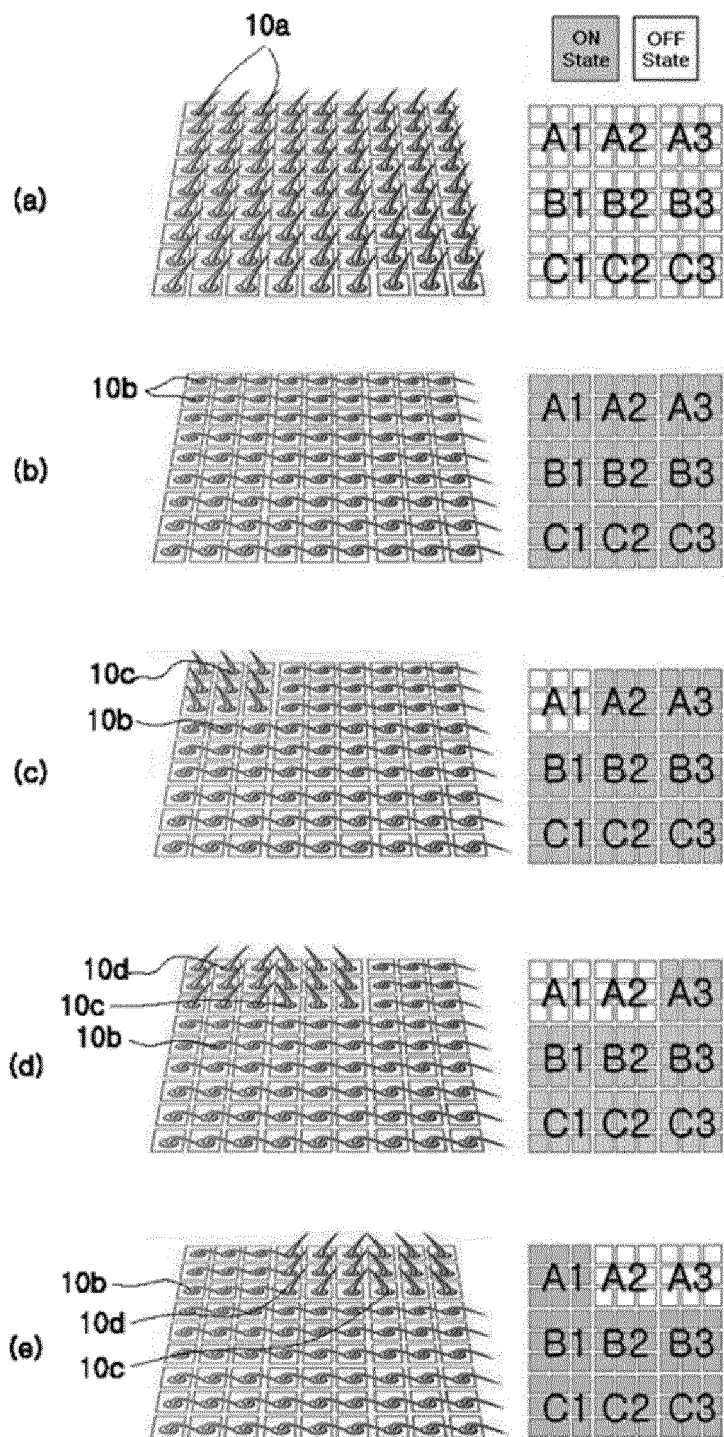 10a
ON
State
OFF
State
(a)
A1 A2 A3
B1 B2 B3
C1 C2 C3
10b
(b)
A1 A2 A3
B1 B2 B3
C1 C2 C3
10c
10b
(c)
A1 A2 A3
B1 B2 B3
C1 C2 C3
10d
10c
10b
(d)
A1 A2 A3
B1 B2 B3
C1 C2 C3
10b
10d
10c
(e)
A1 A2 A3
B1 B2 B3
C1 C2 C3